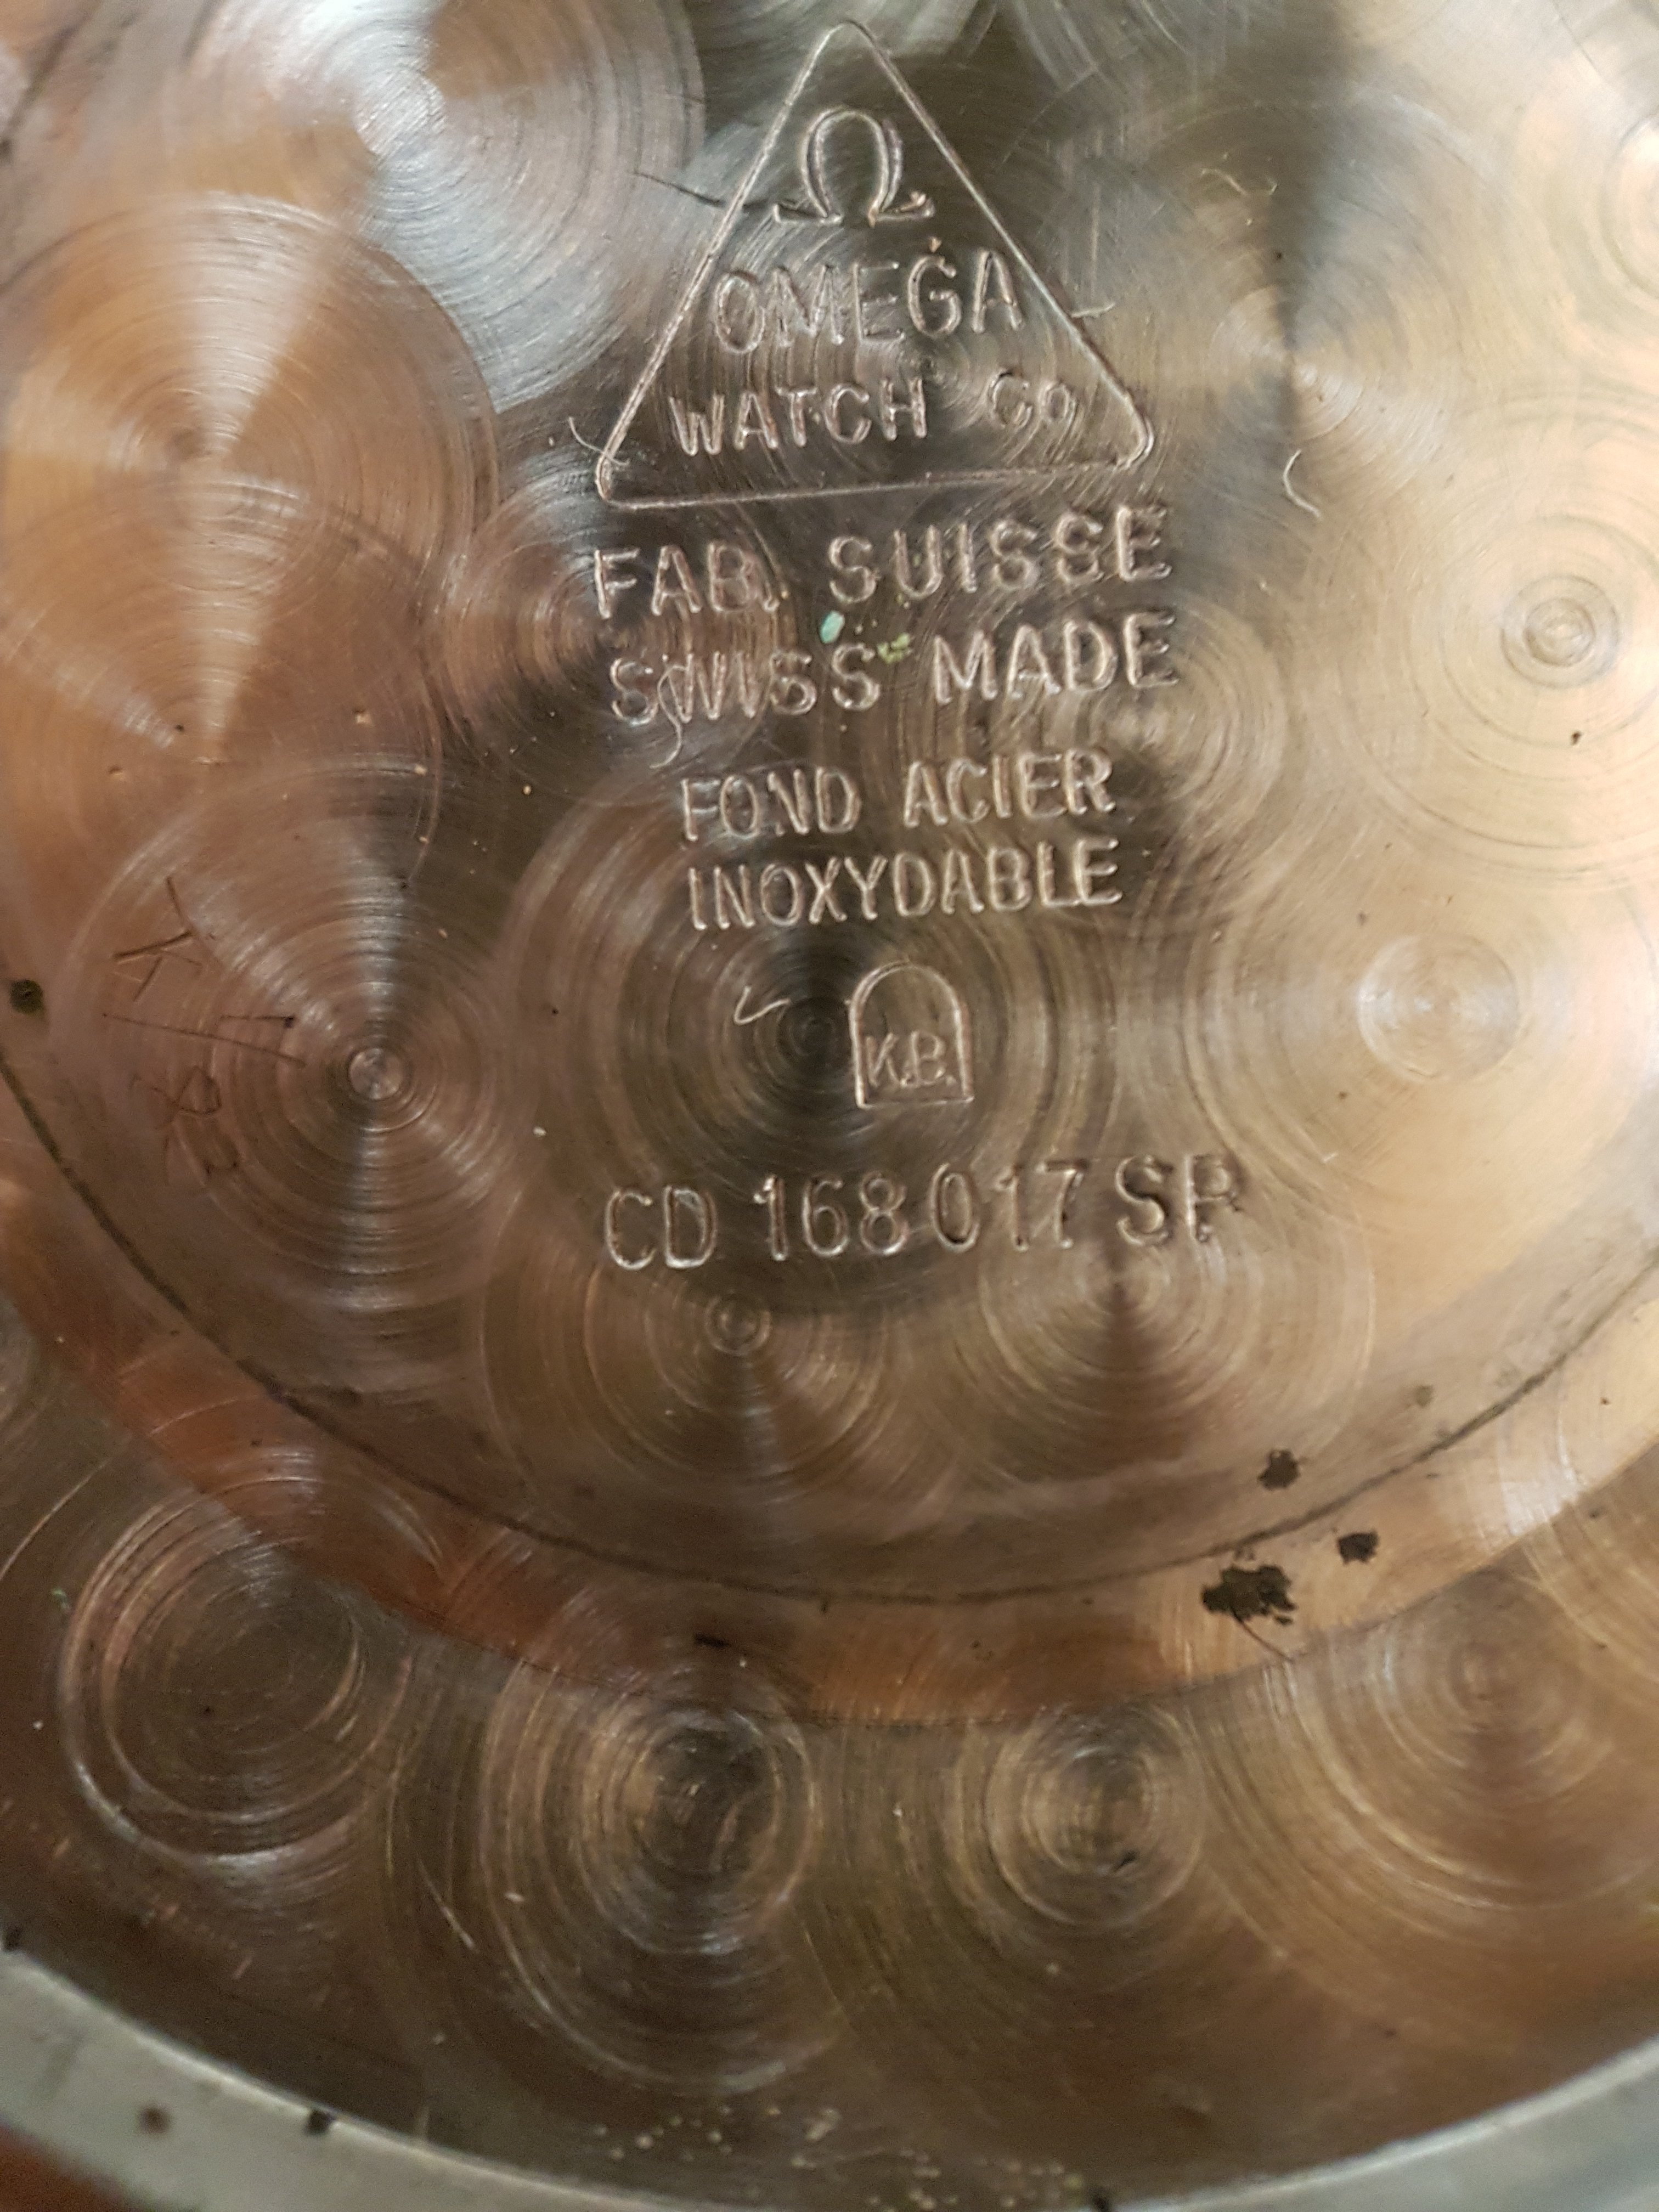 Ω
OMEGA
WATCH Co
FAB. SUISSE
SWISS MADE
FOND ACIER
INOXYDABLE
K.B.
CD 168 017 SP